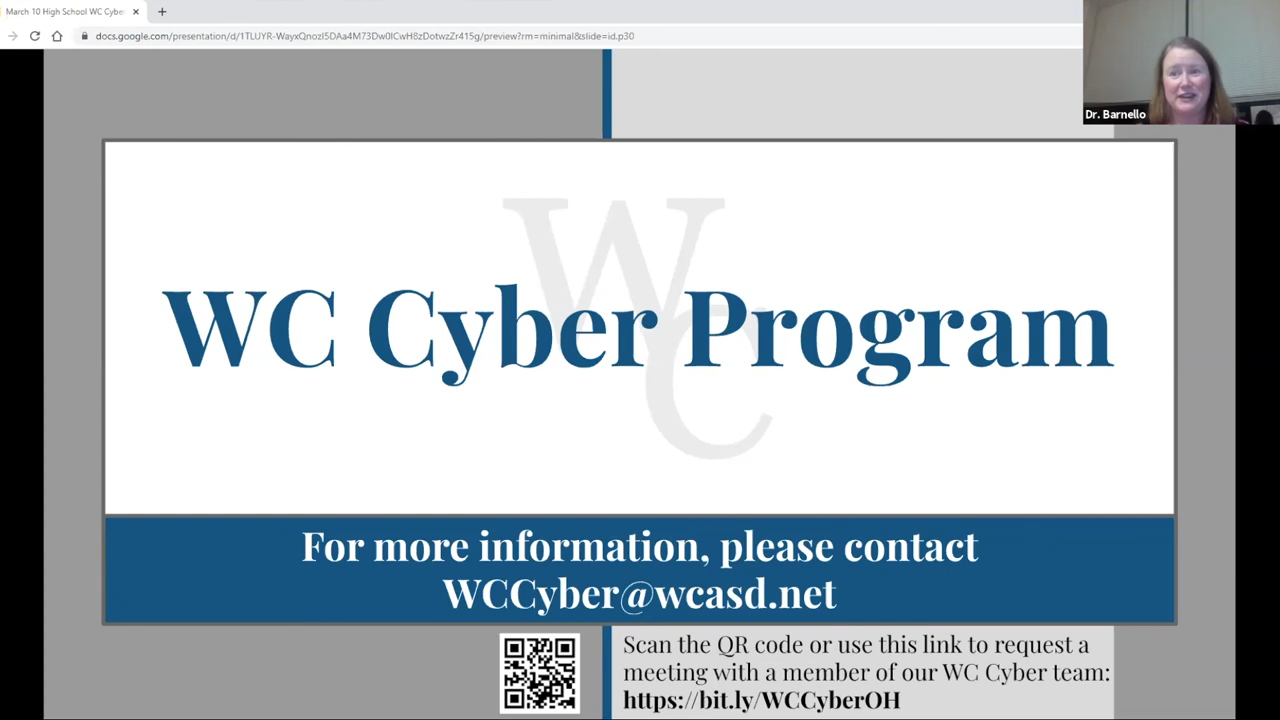 March 10 High School WC Cybe
docs.google.com/presentation/d/1TLUYR-WayxQnozI5DAa4M73Dw0ICwH8zDotwzZr415g/preview?rm=minimal&slide=id.p30
Dr. Barnello
WC
WC Cyber Program
For more information, please contact
WCCyber@wcasd.net
Scan the QR code or use this link to request a
meeting with a member of our WC Cyber team:
https://bit.ly/WCCyberOH